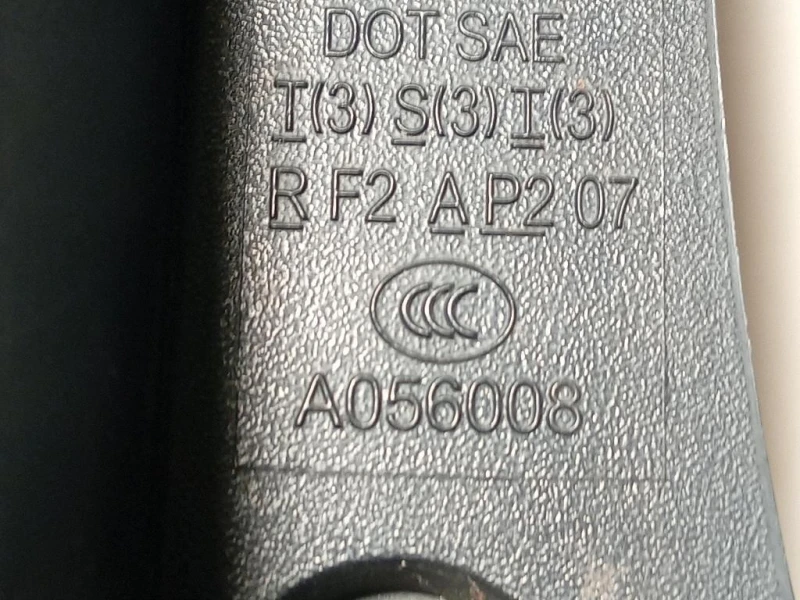 DOT SAE
T(3) S(3) I(3)
R F2 A P2 07
CCC
A056008